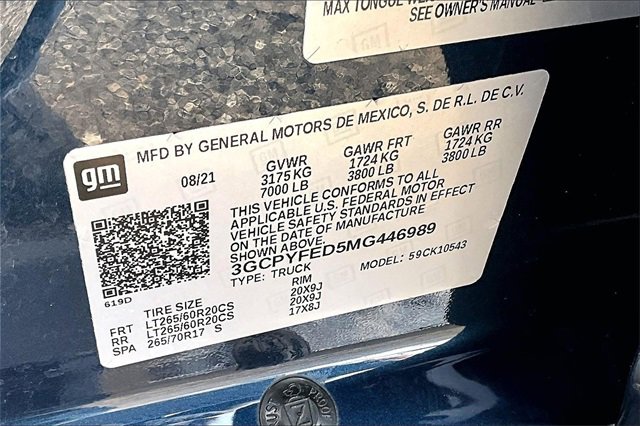 MAX TONGUE
SEE OWNER'S MANUAL
gm
MFD BY GENERAL MOTORS DE MEXICO, S. DE R.L. DE C.V.
08/21 GVWR GAWR FRT GAWR RR
3175 KG 1724 KG 1724 KG
7000 LB 3800 LB 3800 LB
THIS VEHICLE CONFORMS TO ALL
APPLICABLE U.S. FEDERAL MOTOR
VEHICLE SAFETY STANDARDS IN EFFECT
ON THE DATE OF MANUFACTURE
SHOWN ABOVE.
3GCPYFED5MG446989
TYPE: TRUCK MODEL: 59CK10543
619D
TIRE SIZE RIM
FRT LT265/60R20CS 20X9J
RR LT265/60R20CS 20X9J
SPA 265/70R17 S 17X8J